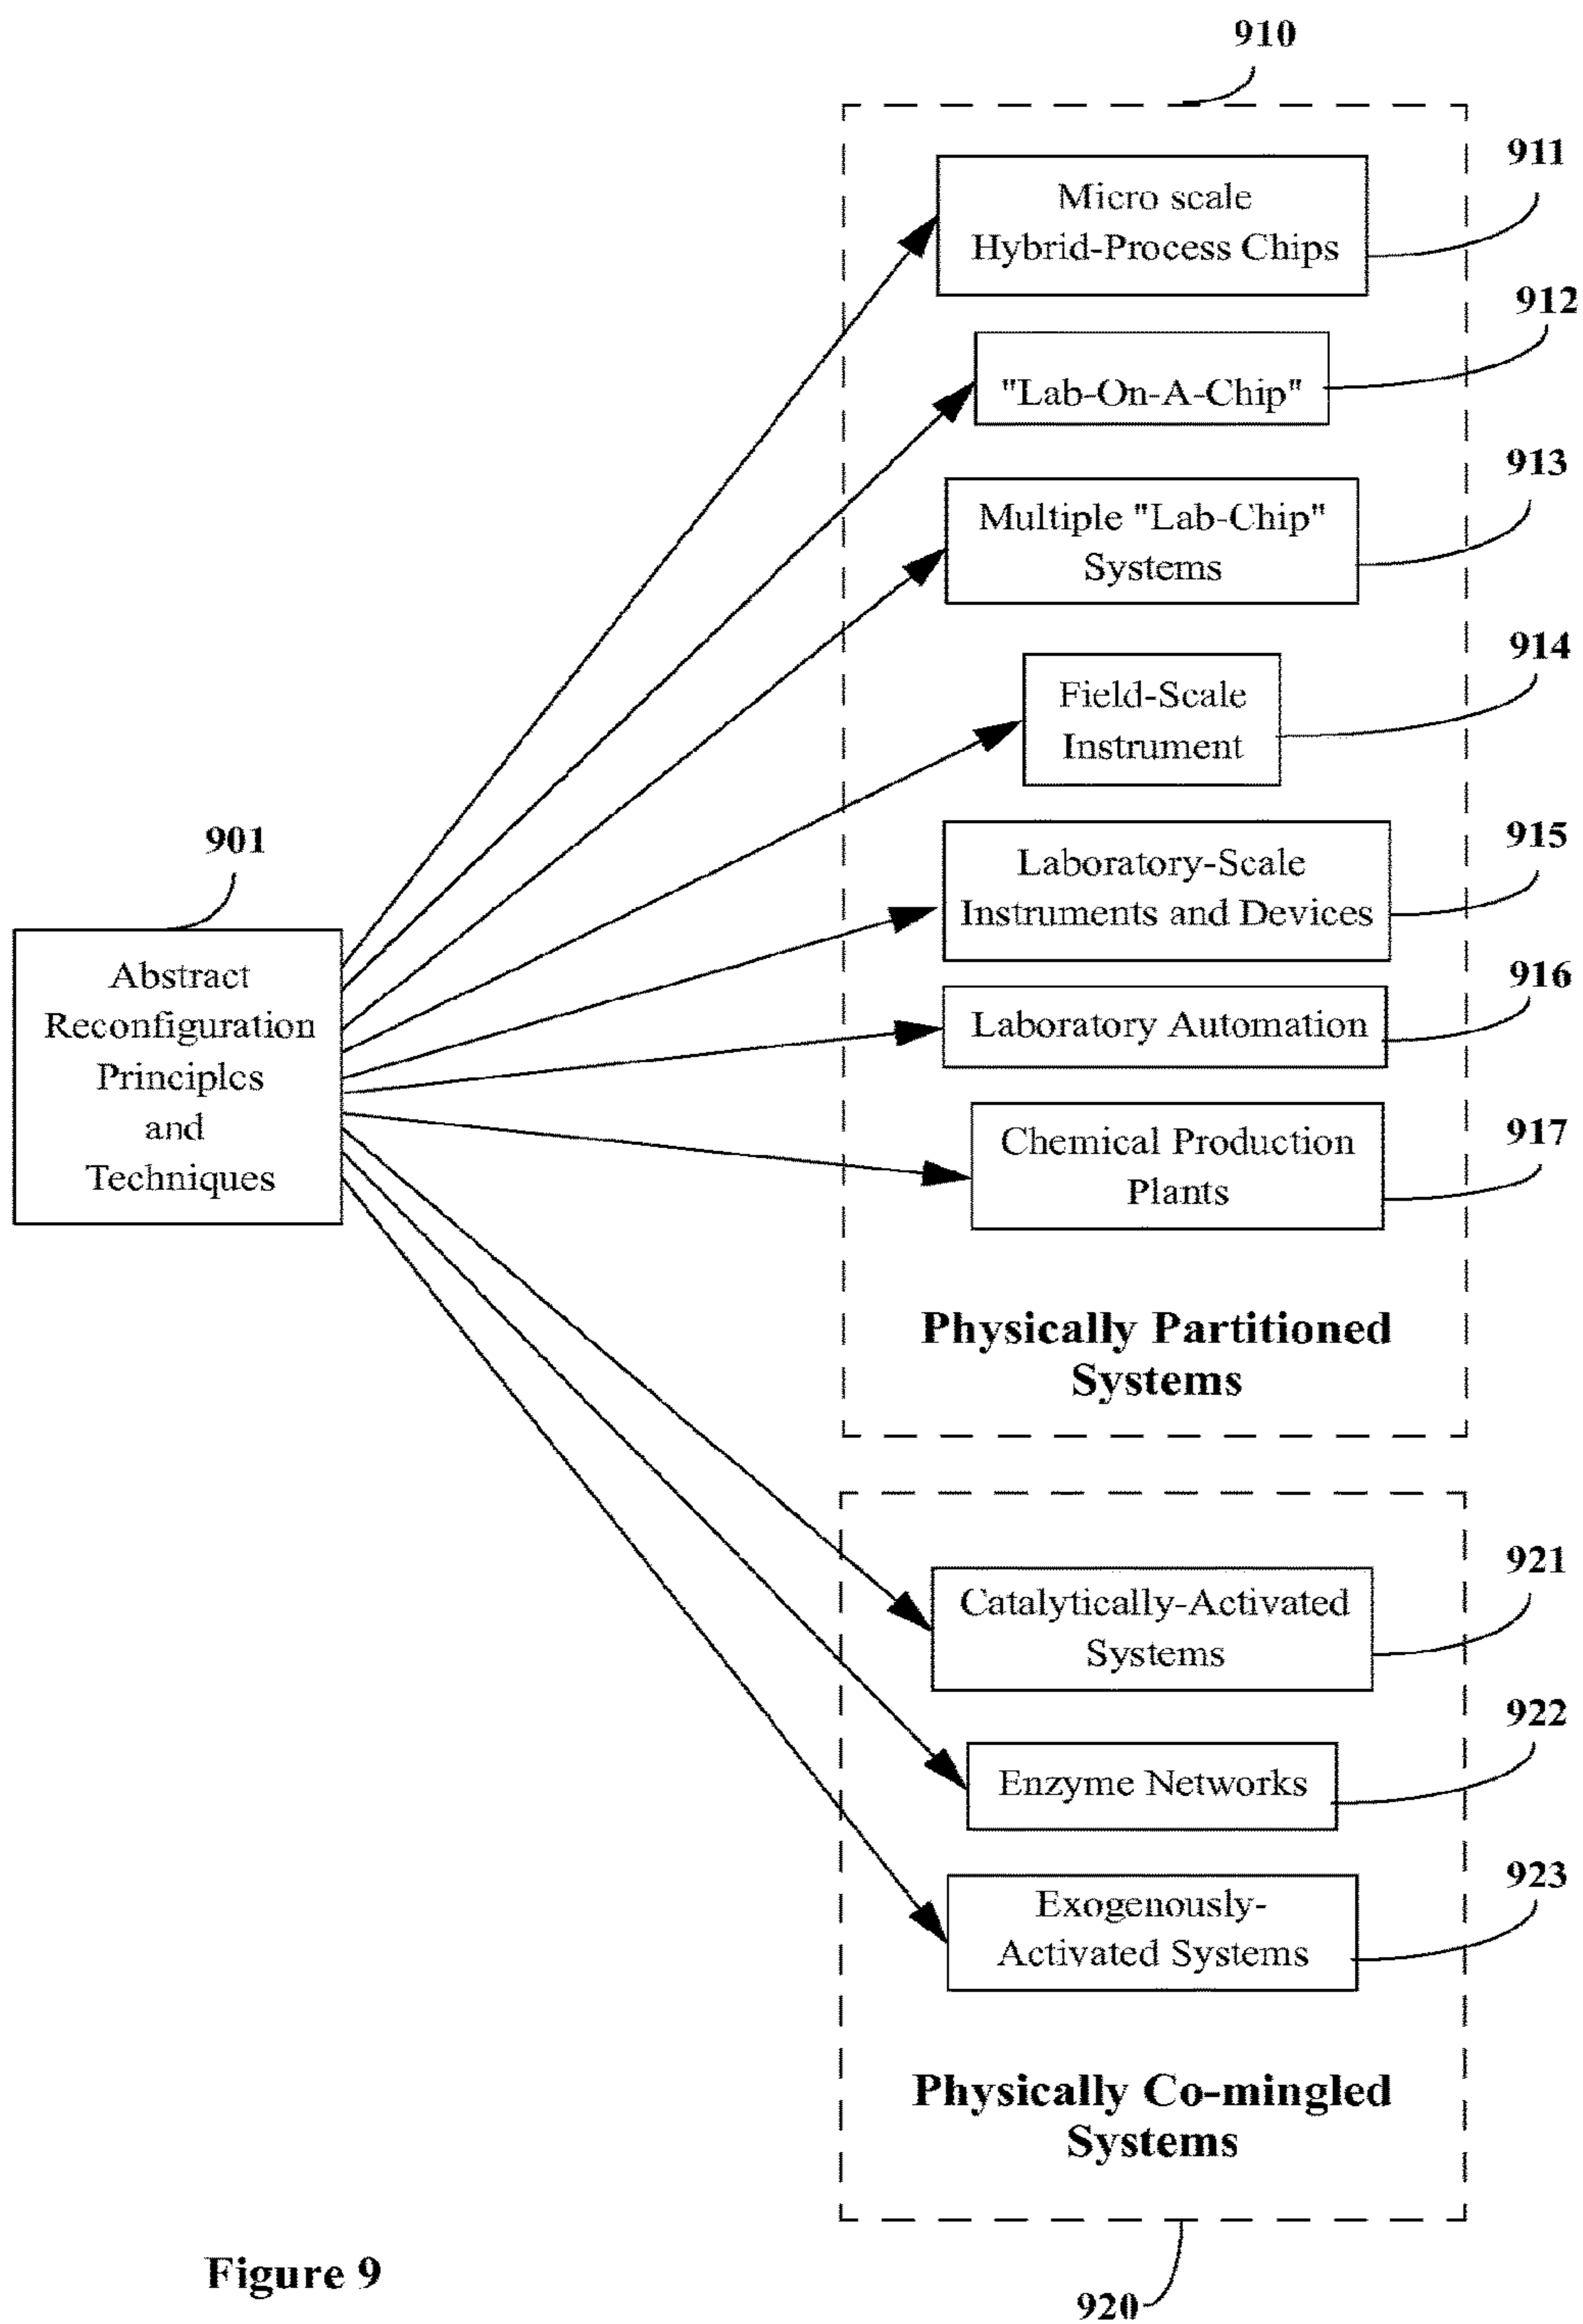 910
911
Micro scale
Hybrid-Process Chips
912
"Lab-On-A-Chip"
913
Multiple "Lab-Chip"
Systems
914
Field-Scale
Instrument
915
Laboratory-Scale
Instruments and Devices
916
Laboratory Automation
917
Chemical Production
Plants
Physically Partitioned
Systems
901
Abstract
Reconfiguration
Principles
and
Techniques
921
Catalytically-Activated
Systems
922
Enzyme Networks
923
Exogenously-
Activated Systems
Physically Co-mingled
Systems
920
Figure 9